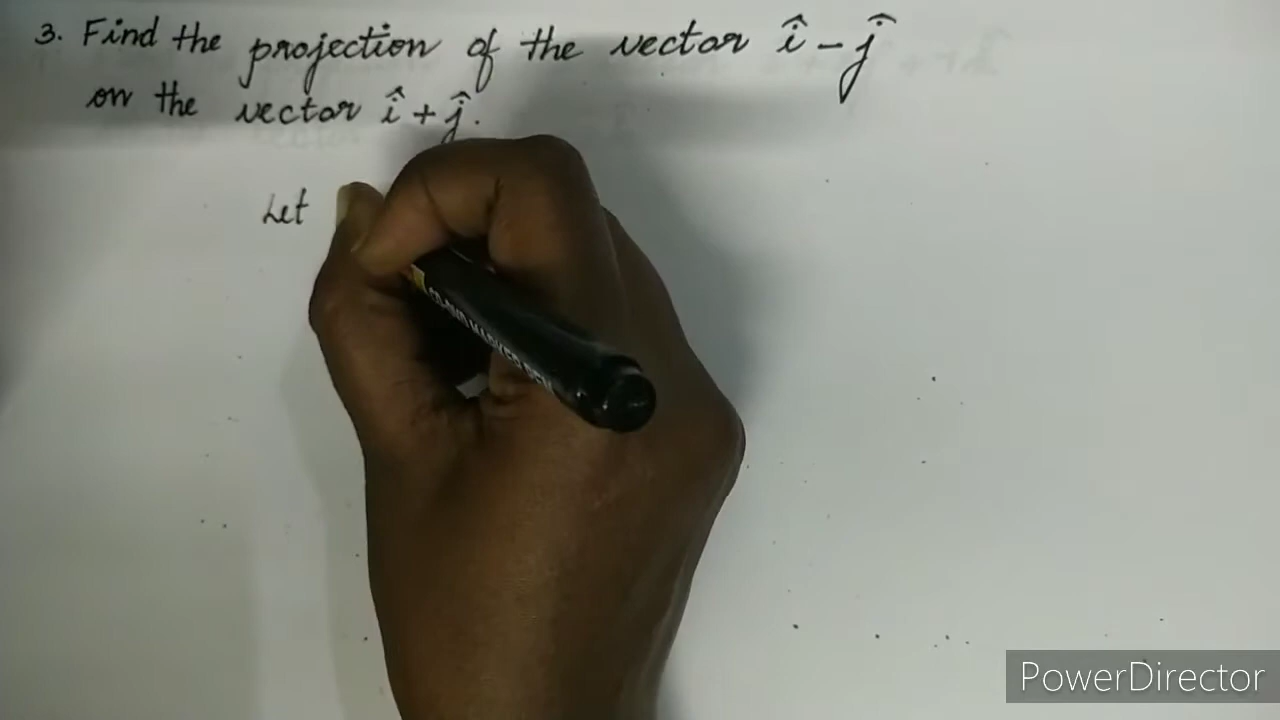 3. Find the projection of the vector î - ĵ
on the vector î + ĵ.
Let
PowerDirector